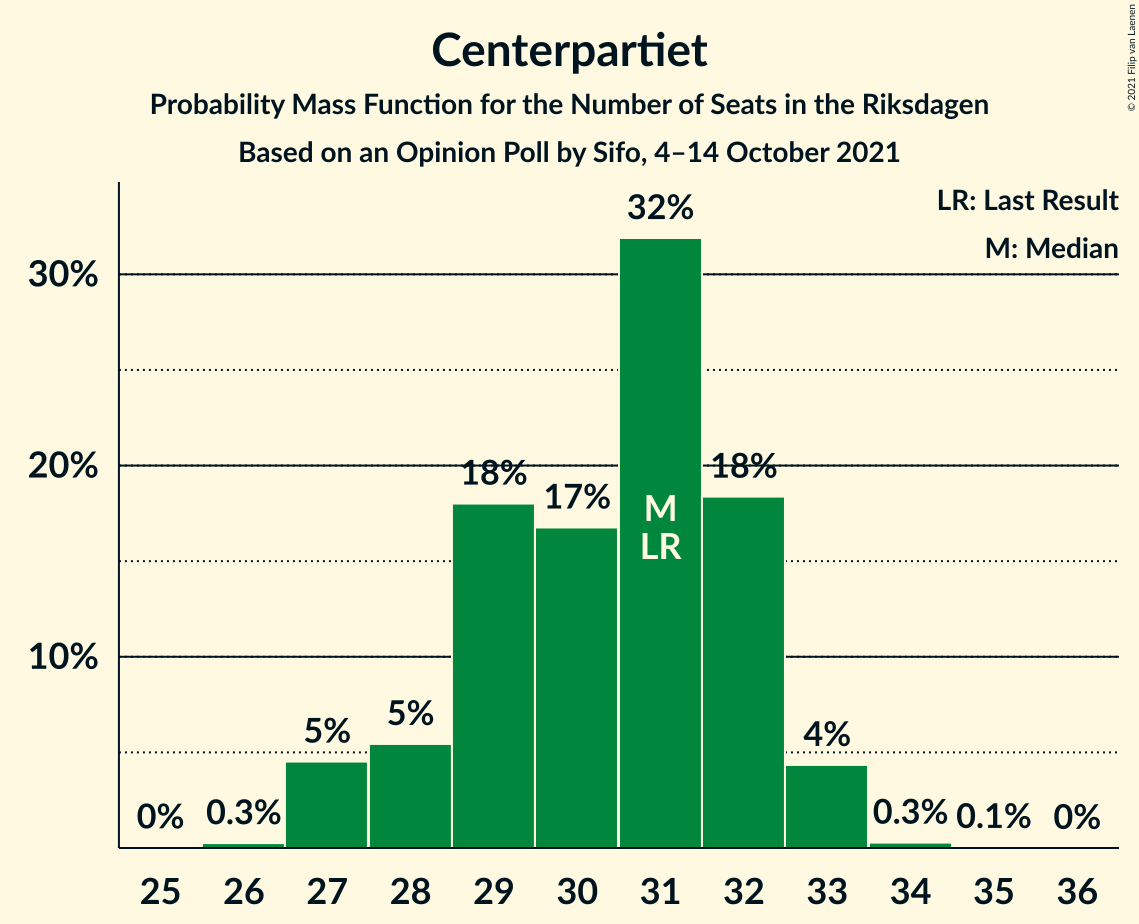 Centerpartiet
Probability Mass Function for the Number of Seats in the Riksdagen
Based on an Opinion Poll by Sifo, 4–14 October 2021
© 2021 Filip van Laenen
LR: Last Result
M: Median
30%
20%
10%
0%
0.3%
5%
5%
18%
17%
32%
18%
4%
0.3%
0.1%
0%
M
LR
25 26 27 28 29 30 31 32 33 34 35 36